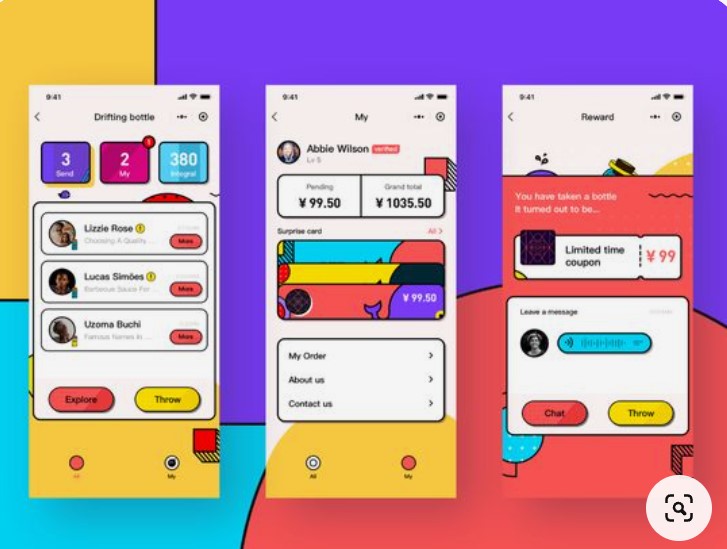 9:41
Drifting bottle
3
Send
2
My
1
380
Integral
Lizzie Rose
Choosing A Quality ...
More
Lucas Simões
Barbecue Sauce For ...
More
Uzoma Buchi
Famous Names In ...
More
Explore
Throw
All
My
9:41
My
Abbie Wilson verified
Lv 5
Pending
¥ 99.50
Grand total
¥ 1035.50
Surprise card
All >
¥ 99.50
My Order
About us
Contact us
All
My
9:41
Reward
You have taken a bottle
It turned out to be...
Limited time
coupon
¥ 99
Leave a message
Chat
Throw